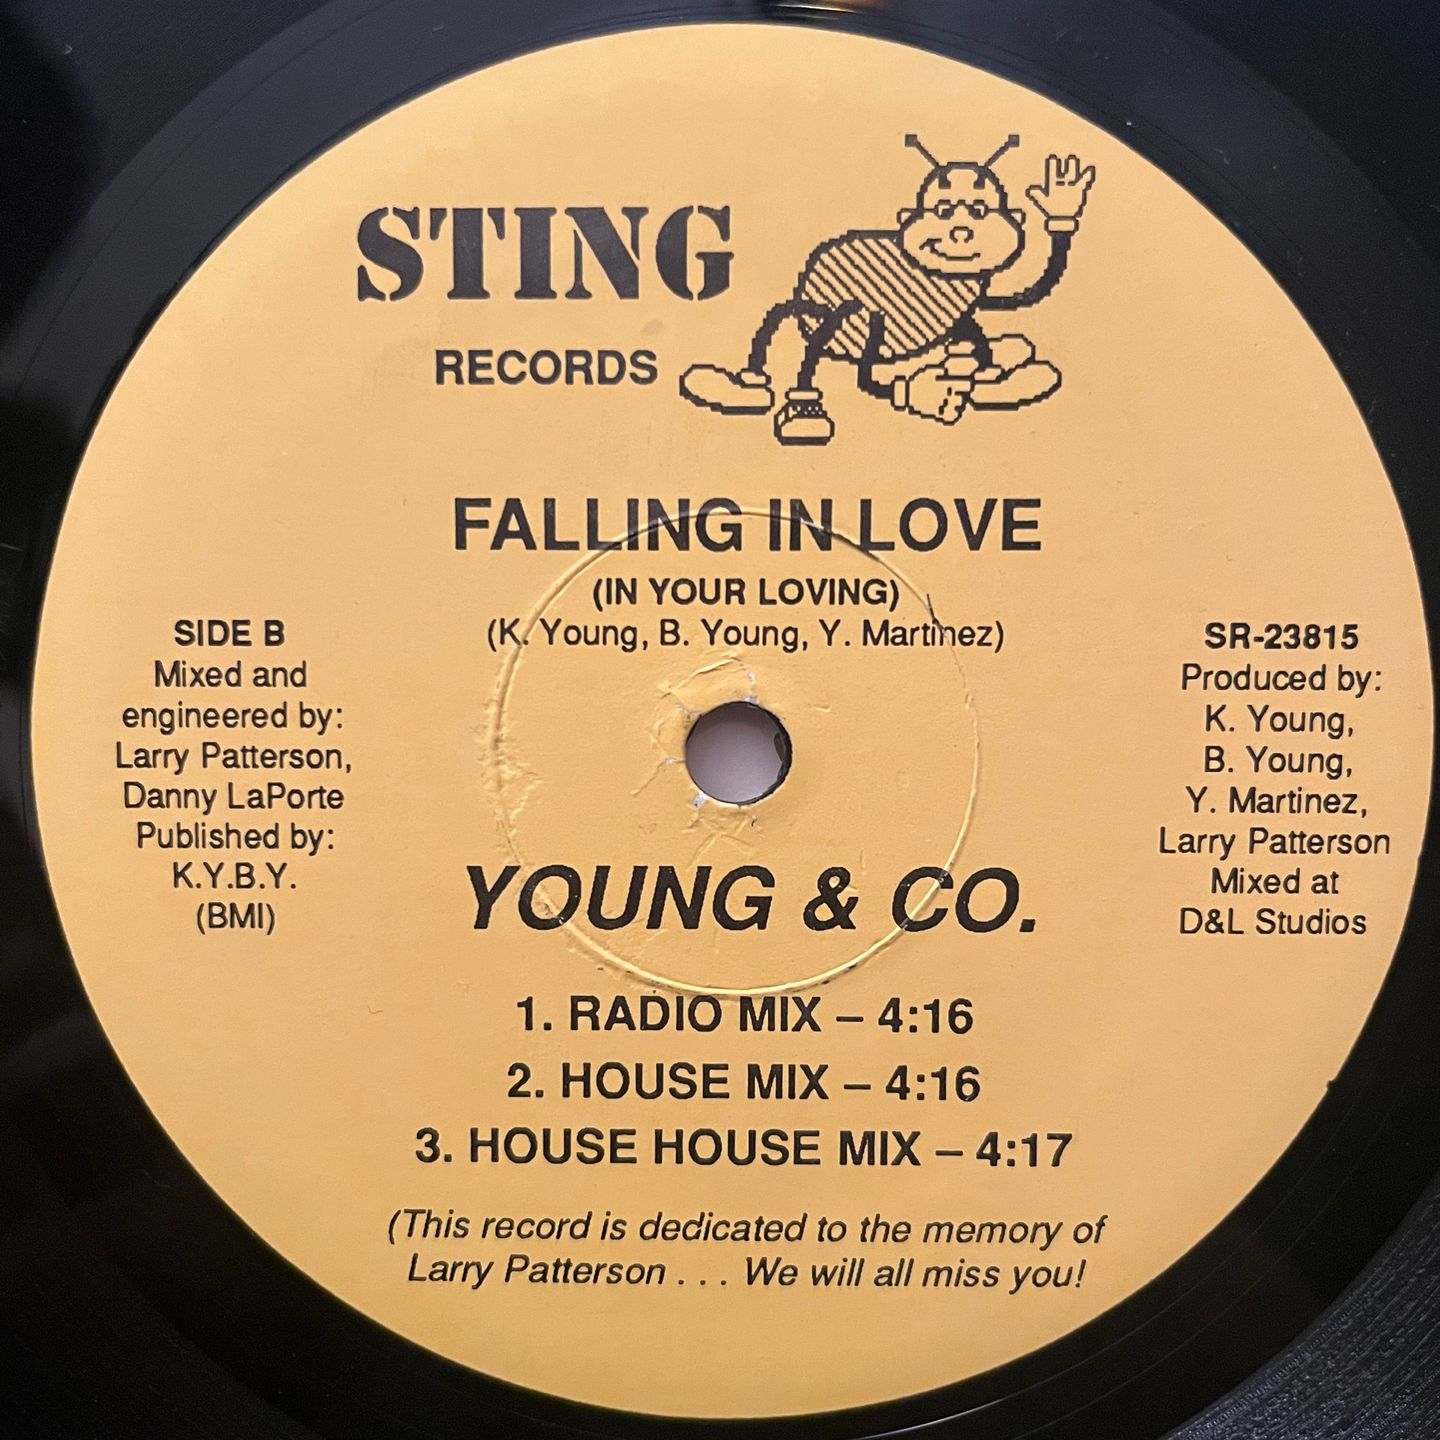 STING
RECORDS
FALLING IN LOVE
(IN YOUR LOVING)
(K. Young, B. Young, Y. Martinez)
SIDE B
Mixed and
engineered by:
Larry Patterson,
Danny LaPorte
Published by:
K.Y.B.Y.
(BMI)
SR-23815
Produced by:
K. Young,
B. Young,
Y. Martinez,
Larry Patterson
Mixed at
D&L Studios
YOUNG & CO.
1. RADIO MIX – 4:16
2. HOUSE MIX – 4:16
3. HOUSE HOUSE MIX – 4:17
(This record is dedicated to the memory of
Larry Patterson . . . We will all miss you!